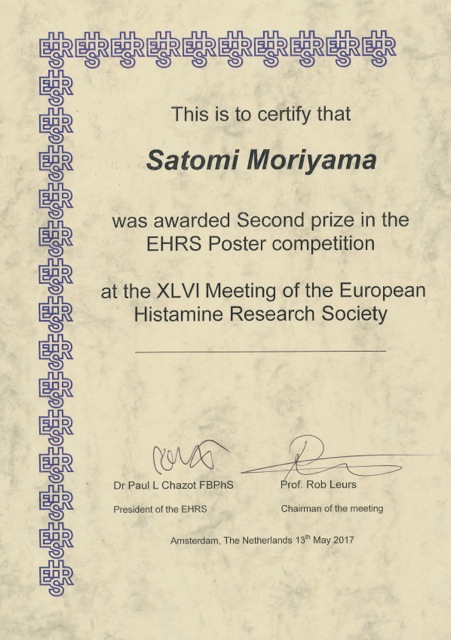 This is to certify that
Satomi Moriyama
was awarded Second prize in the
EHRS Poster competition
at the XLVI Meeting of the European
Histamine Research Society
Dr Paul L Chazot FBPhS
Prof. Rob Leurs
President of the EHRS
Chairman of the meeting
Amsterdam, The Netherlands 13th May 2017